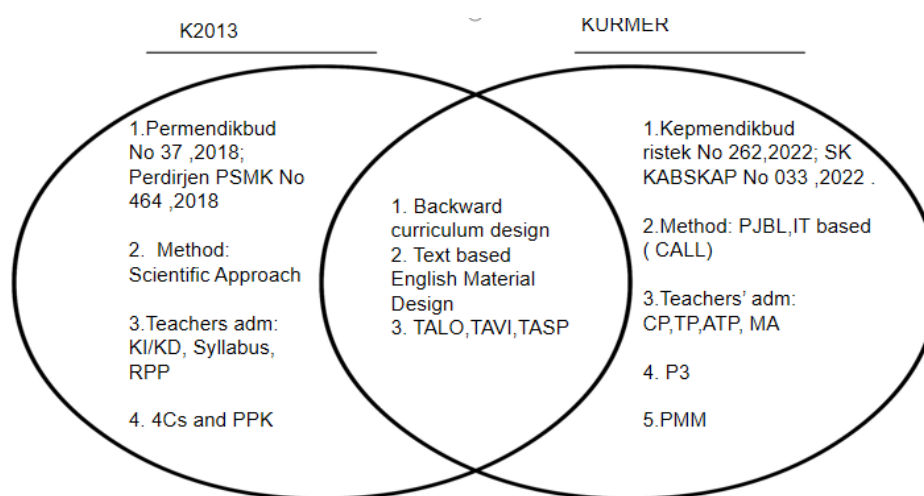 K2013
KURMER
1.Permendikbud
No 37 ,2018;
Perdirjen PSMK No
464 ,2018
2. Method:
Scientific Approach
3.Teachers adm:
KI/KD, Syllabus,
RPP
4. 4Cs and PPK
1. Backward
curriculum design
2. Text based
English Material
Design
3. TALO,TAVI,TASP
1.Kepmendikbud
ristek No 262,2022; SK
KABSKAP No 033 ,2022 .
2.Method: PJBL,IT based
( CALL)
3.Teachers’ adm:
CP,TP,ATP, MA
4. P3
5.PMM